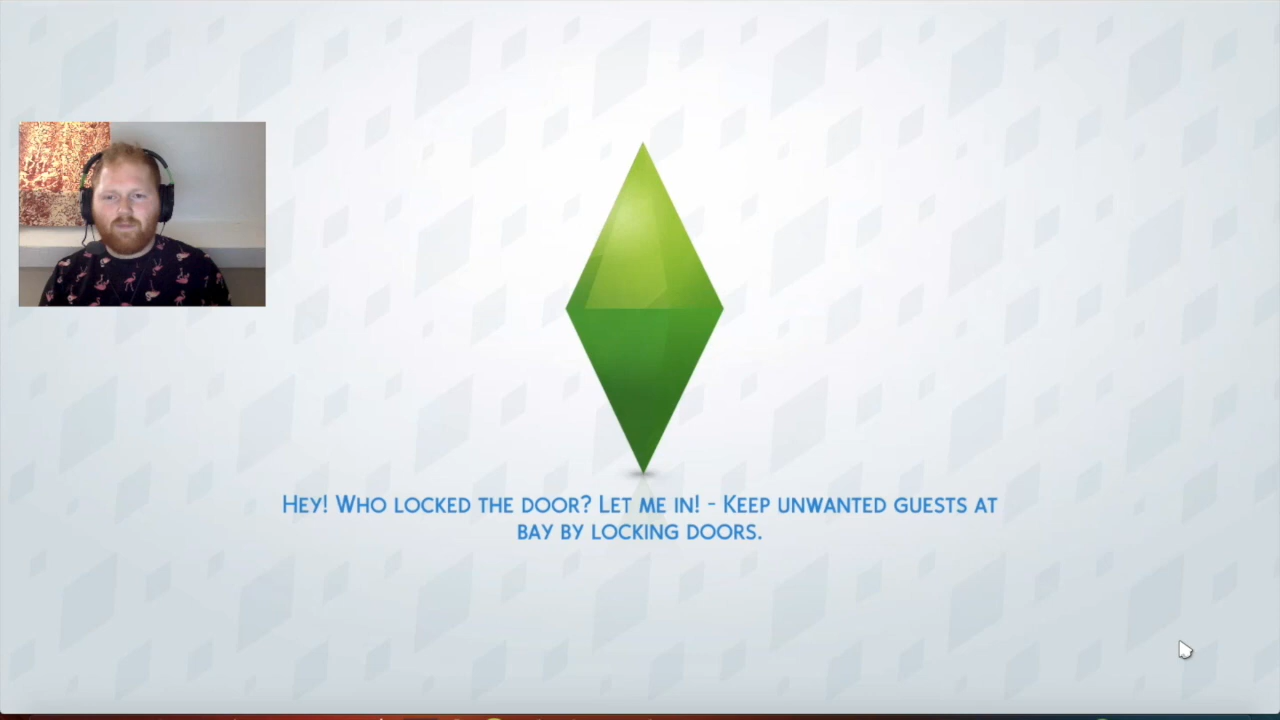 Hey! Who locked the door? Let me in! - Keep unwanted guests at
bay by locking doors.